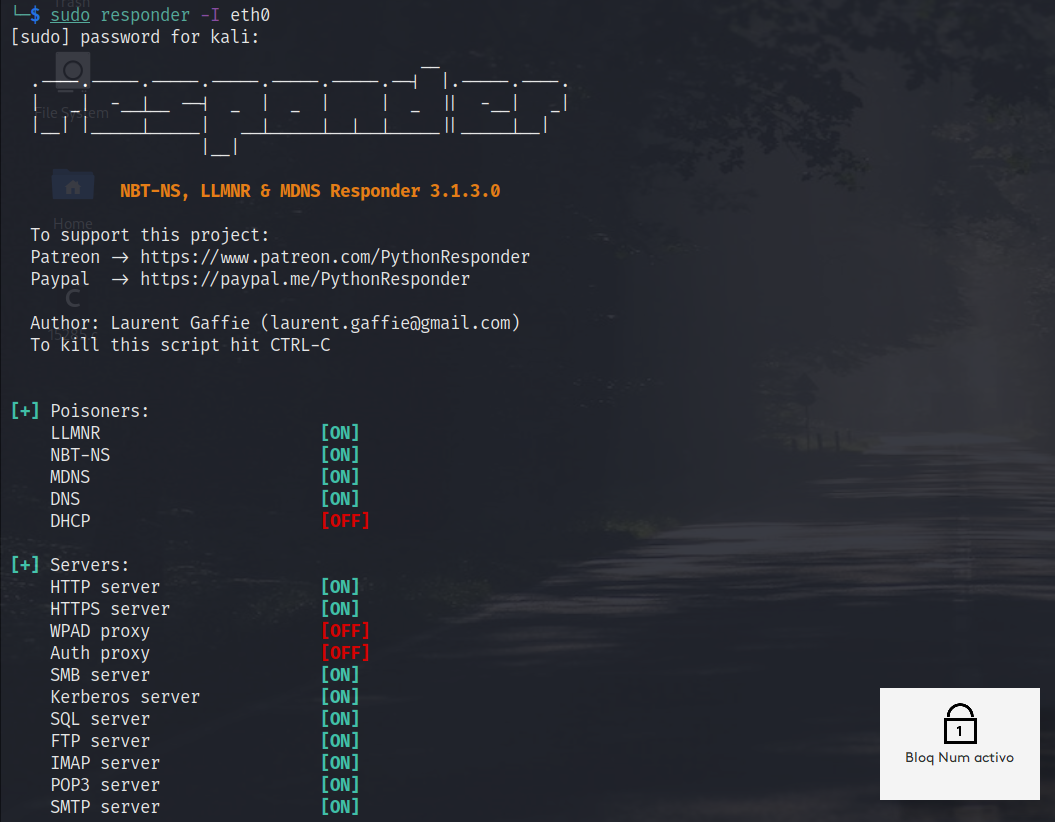 └─$ sudo responder -I eth0
[sudo] password for kali:
NBT-NS, LLMNR & MDNS Responder 3.1.3.0
File System
Home
To support this project:
Patreon -> https://www.patreon.com/PythonResponder
Paypal  -> https://paypal.me/PythonResponder
Author: Laurent Gaffie (laurent.gaffie@gmail.com)
To kill this script hit CTRL-C
[+] Poisoners:
LLMNR [ON]
NBT-NS [ON]
MDNS [ON]
DNS [ON]
DHCP [OFF]
[+] Servers:
HTTP server [ON]
HTTPS server [ON]
WPAD proxy [OFF]
Auth proxy [OFF]
SMB server [ON]
Kerberos server [ON]
SQL server [ON]
FTP server [ON]
IMAP server [ON]
POP3 server [ON]
SMTP server [ON]
1
Bloq Num activo